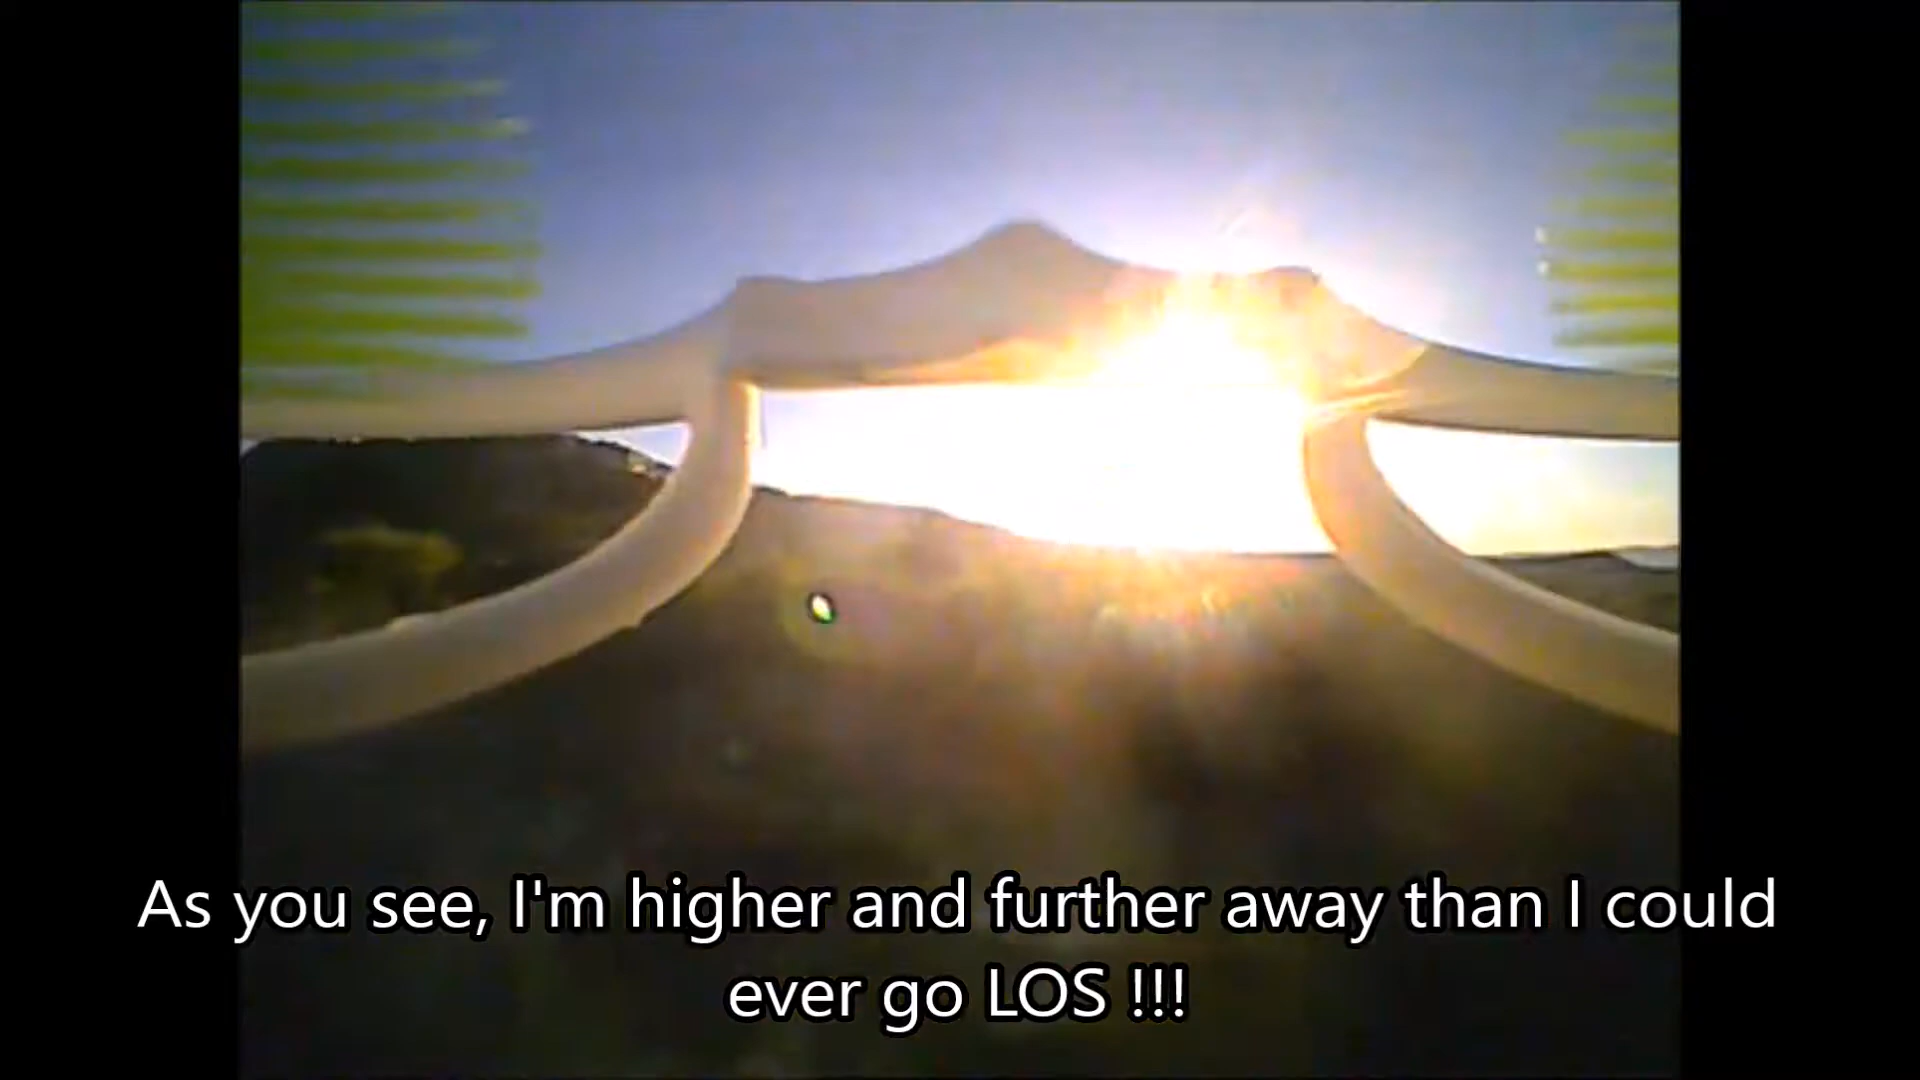 As you see, I'm higher and further away than I could
ever go LOS !!!